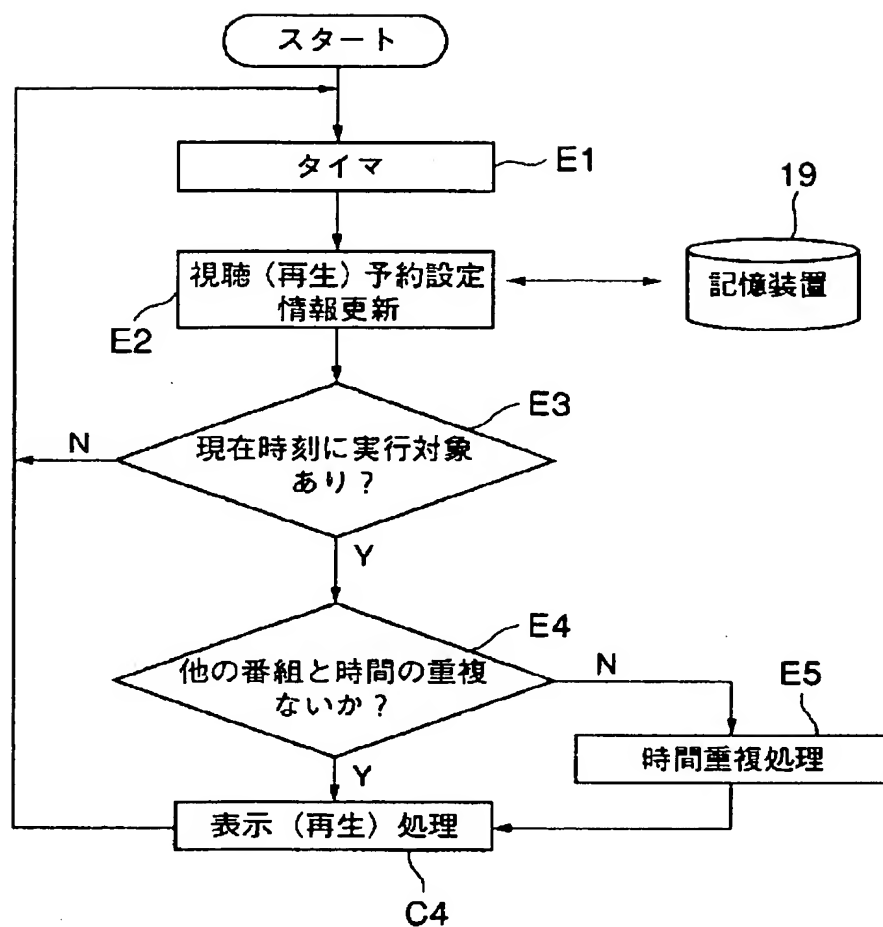 スタート
タイマ
E1
19
視聴（再生）予約設定
情報更新
記憶装置
E2
E3
N
現在時刻に実行対象
あり？
Y
E4
他の番組と時間の重複
ないか？
N
E5
時間重複処理
Y
表示（再生）処理
C4